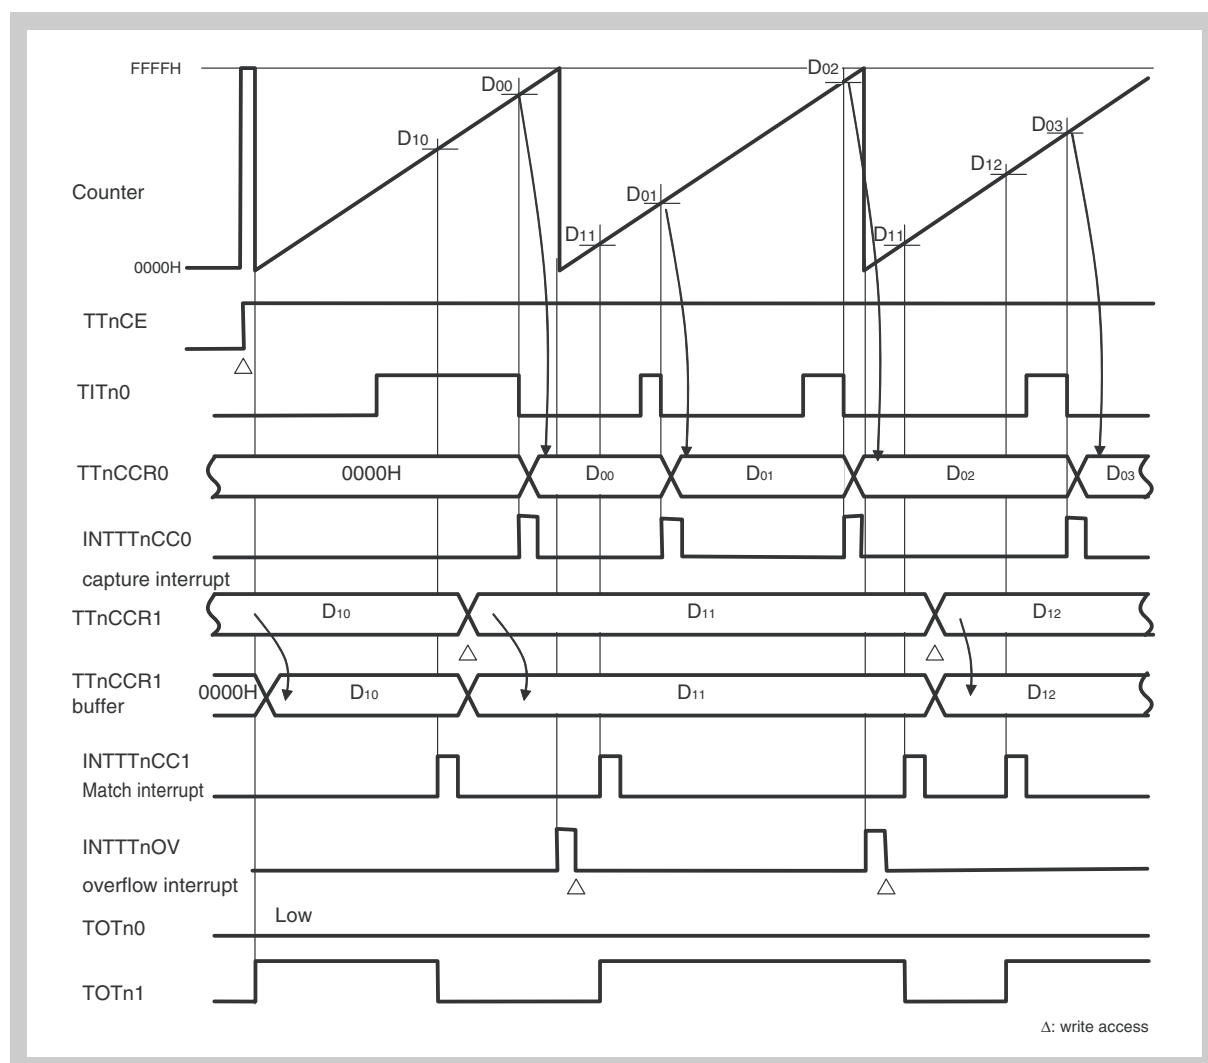 FFFFH
D02
D00
D03
D10
D12
Counter
D01
D11
D11
0000H
TTnCE
TITn0
TTnCCR0
0000H
D00
D01
D02
D03
INTTTnCC0
capture interrupt
TTnCCR1
D10
D11
D12
TTnCCR1
buffer
0000H
D10
D11
D12
INTTTnCC1
Match interrupt
INTTTnOV
overflow interrupt
Low
TOTn0
TOTn1
Δ: write access